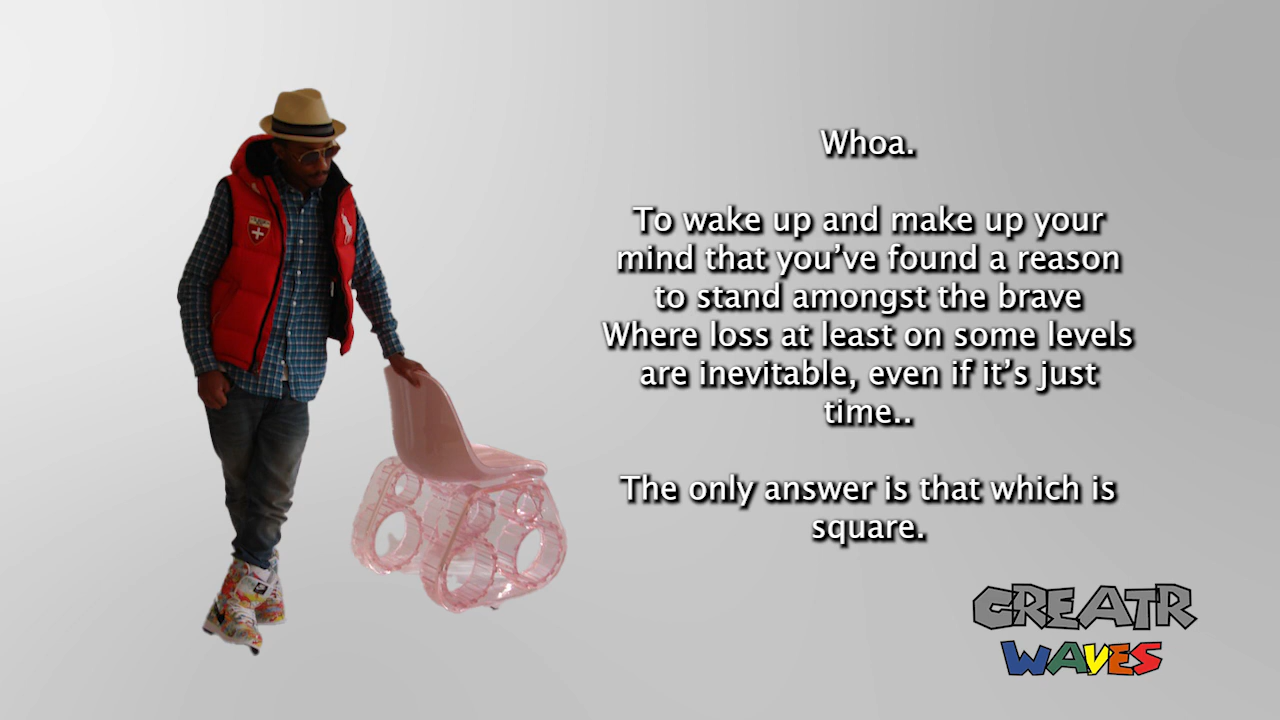 Whoa.
To wake up and make up your
mind that you’ve found a reason
to stand amongst the brave
Where loss at least on some levels
are inevitable, even if it’s just
time..
The only answer is that which is
square.
CREATR
WAVES